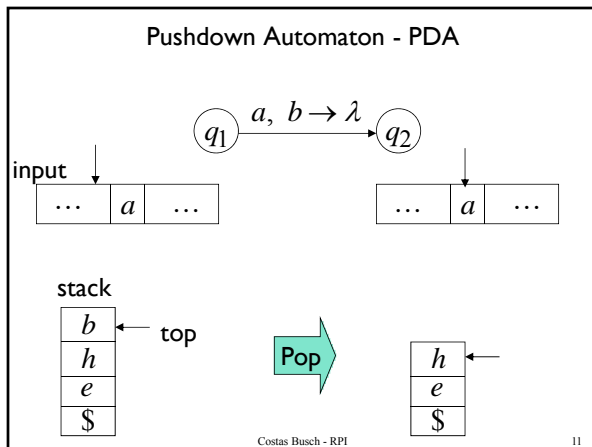 Pushdown Automaton - PDA
a, b → λ
q₁ q₂
input
... a ... ... a ...
stack
b top
h Pop h
e e
$ $
Costas Busch - RPI 11